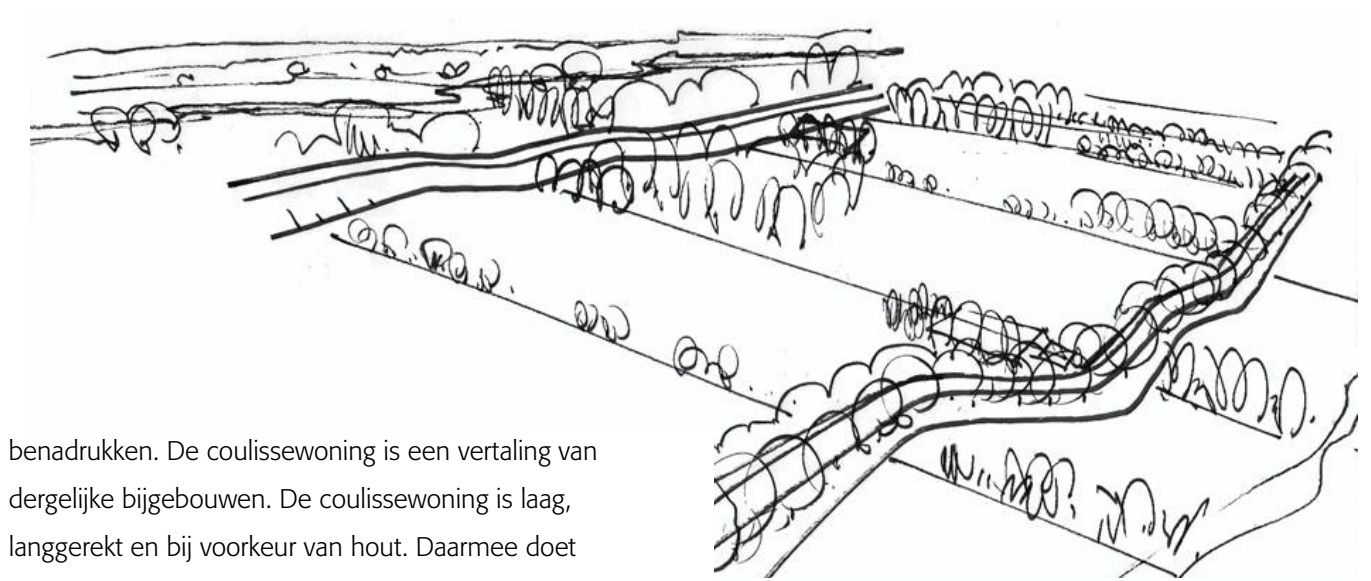 benadrukken. De coulissewoning is een vertaling van
dergelijke bijgebouwen. De coulissewoning is laag,
langgerekt en bij voorkeur van hout. Daarmee doet